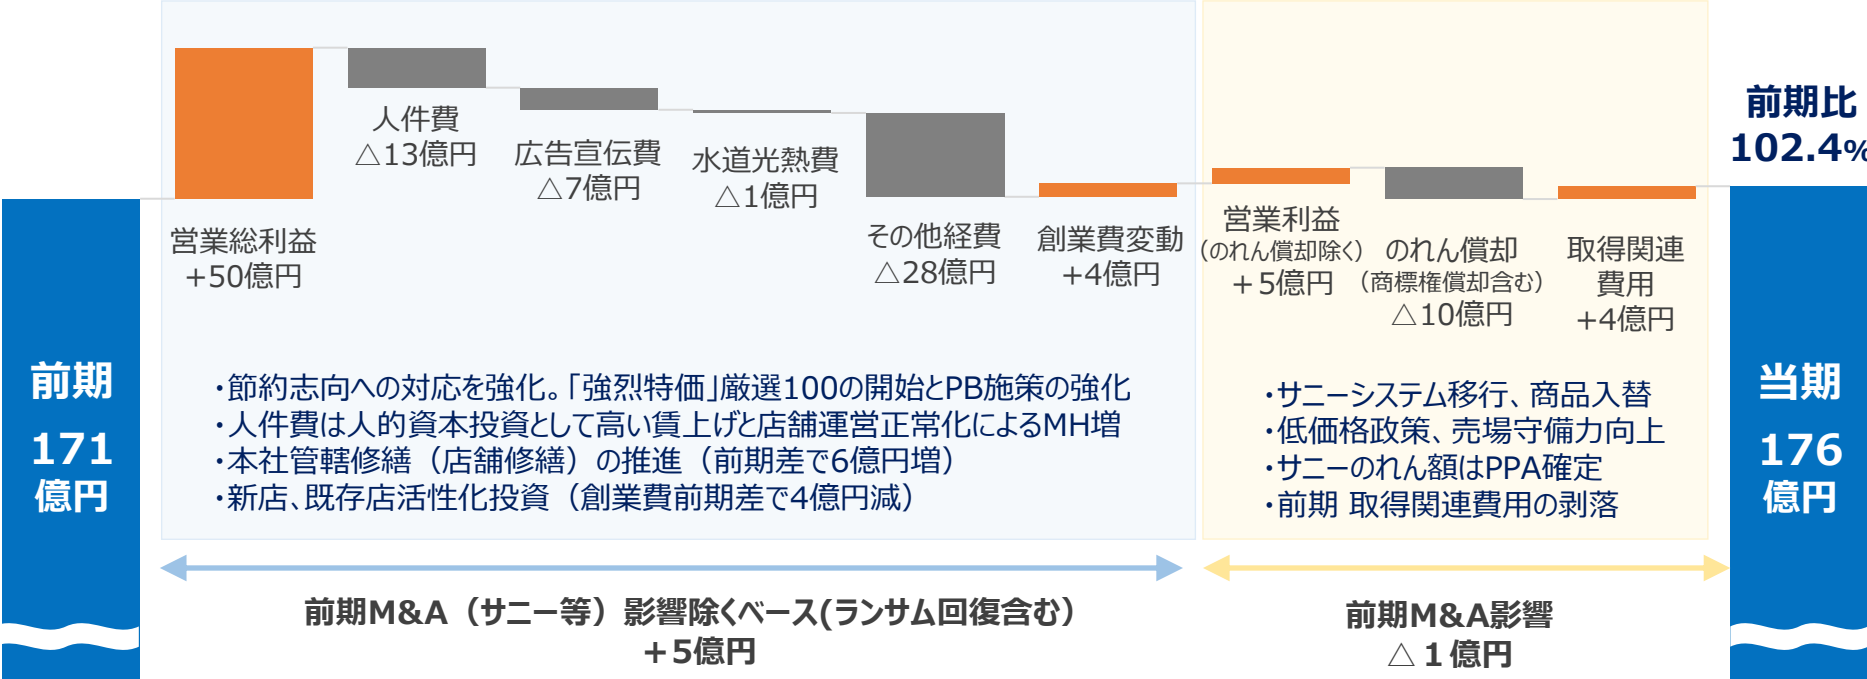 前期
171
億円
営業総利益
+50億円
人件費
△13億円
広告宣伝費
△7億円
水道光熱費
△1億円
その他経費
△28億円
創業費変動
+4億円
・節約志向への対応を強化。「強烈特価」厳選100の開始とPB施策の強化
・人件費は人的資本投資として高い賃上げと店舗運営正常化によるMH増
・本社管轄修繕（店舗修繕）の推進（前期差で6億円増）
・新店、既存店活性化投資（創業費前期差で4億円減）
前期M&A（サニー等）影響除くベース(ランサム回復含む）
＋5億円
営業利益
（のれん償却除く）
＋5億円
のれん償却
（商標権償却含む）
△10億円
取得関連
費用
+4億円
・サニーシステム移行、商品入替
・低価格政策、売場守備力向上
・サニーのれん額はPPA確定
・前期 取得関連費用の剥落
前期M&A影響
△１億円
前期比
102.4%
当期
176
億円